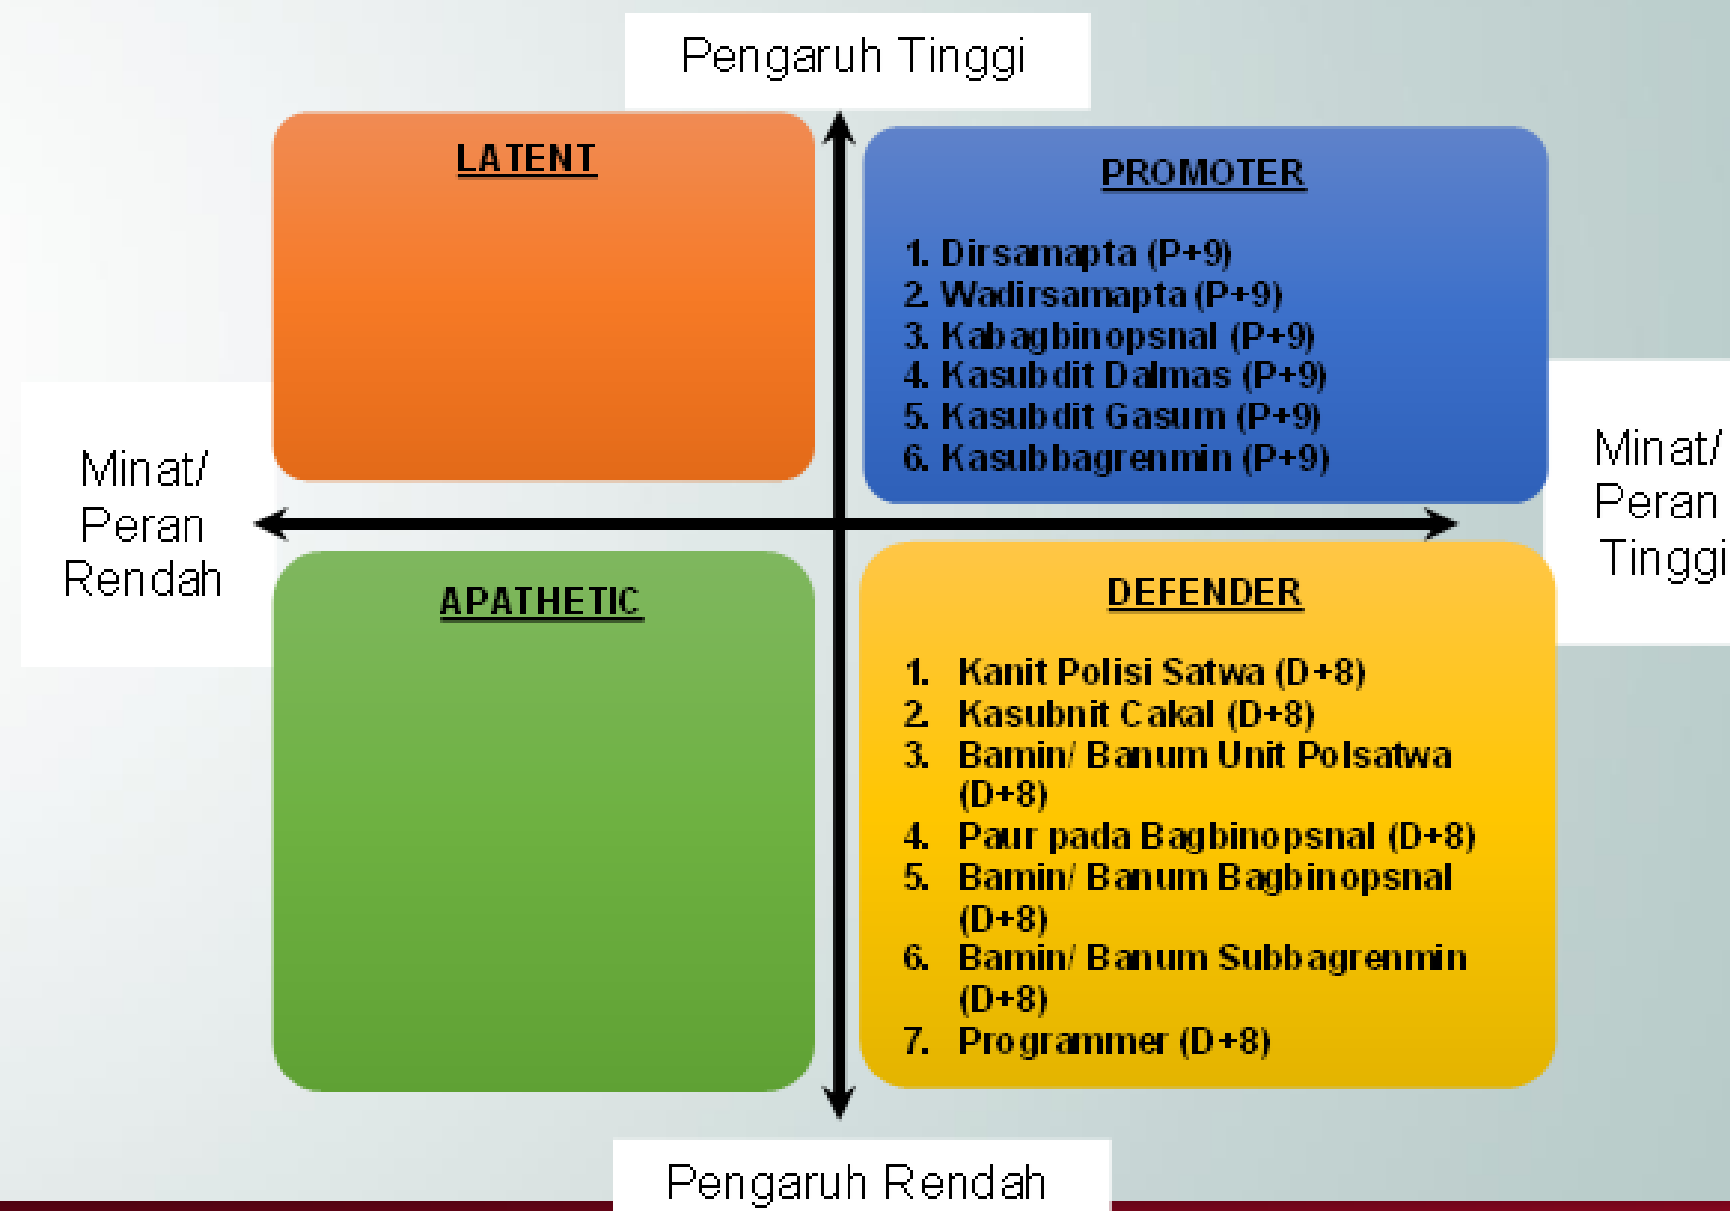 Pengaruh Tinggi
LATENT
PROMOTER
1. Dirsamapta (P+9)
2. Wadirsamapta (P+9)
3. Kabagbinopsnal (P+9)
4. Kasubdit Dalmas (P+9)
5. Kasubdit Gasum (P+9)
6. Kasubbagrenmin (P+9)
Minat/
Peran
Rendah
Minat/
Peran
Tinggi
APATHETIC
DEFENDER
1. Kanit Polisi Satwa (D+8)
2. Kasubnit Cakal (D+8)
3. Bamin/ Banum Unit Polsatwa
(D+8)
4. Paur pada Bagbinopsnal (D+8)
5. Bamin/ Banum Bagbinopsnal
(D+8)
6. Bamin/ Banum Subbagrenmin
(D+8)
7. Programmer (D+8)
Pengaruh Rendah